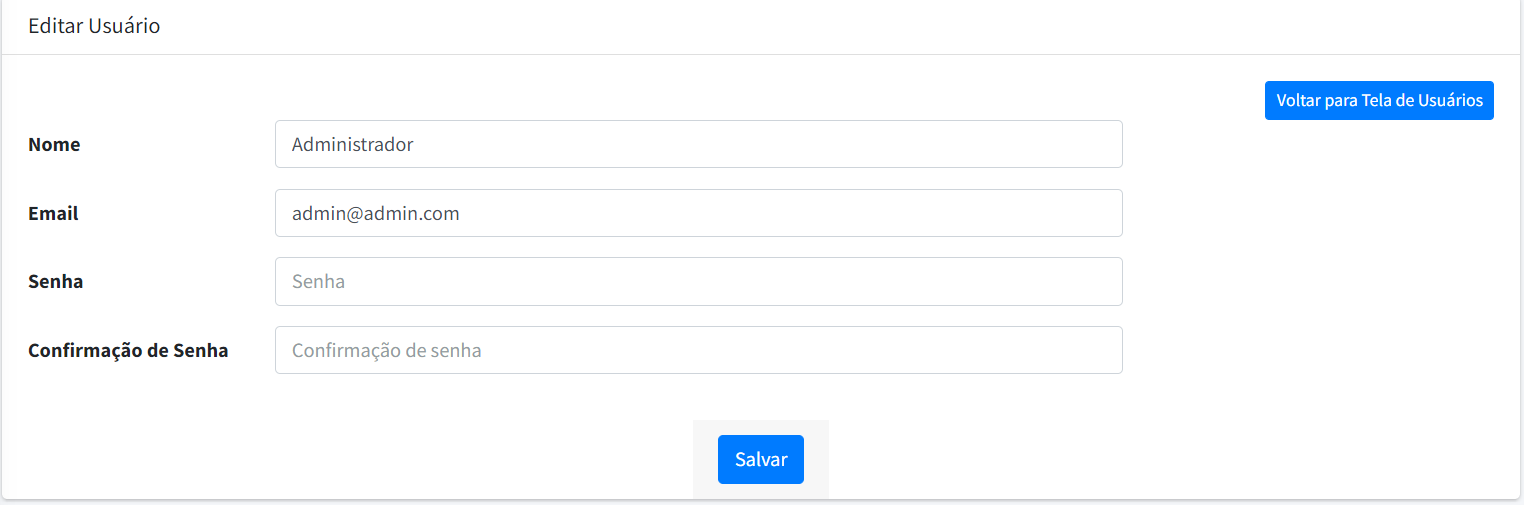 Editar Usuário
Voltar para Tela de Usuários
Nome
Administrador
Email
admin@admin.com
Senha
Senha
Confirmação de Senha
Confirmação de senha
Salvar